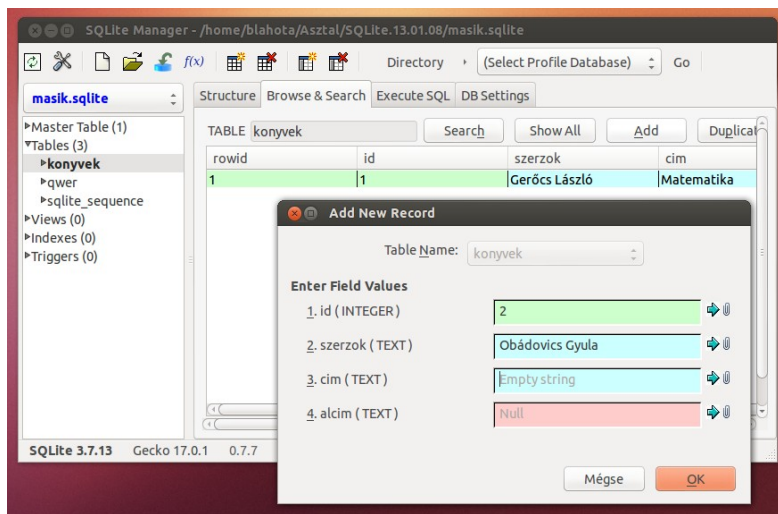 SQLite Manager - /home/blahota/Asztal/SQLite.13.01.08/masik.sqlite
f(x) Directory (Select Profile Database) Go
masik.sqlite
Structure Browse & Search Execute SQL DB Settings
Master Table (1)
Tables (3)
konyvek
qwer
sqlite_sequence
Views (0)
Indexes (0)
Triggers (0)
TABLE konyvek Search Show All Add Duplicat
rowid id szerzok cim
1 1 Gerőcs László Matematika
Add New Record
Table Name: konyvek
Enter Field Values
1. id ( INTEGER ) 2
2. szerzok ( TEXT ) Obádovics Gyula
3. cim ( TEXT ) Empty string
4. alcim ( TEXT ) Null
Mégse OK
SQLite 3.7.13 Gecko 17.0.1 0.7.7